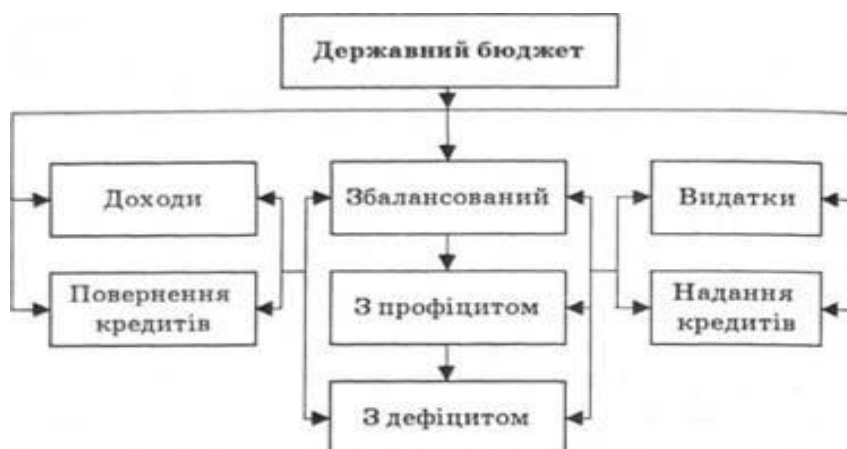 Державний бюджет
Доходи
Збалансований
Видатки
Повернення
кредитів
З профіцитом
Надання
кредитів
З дефіцитом